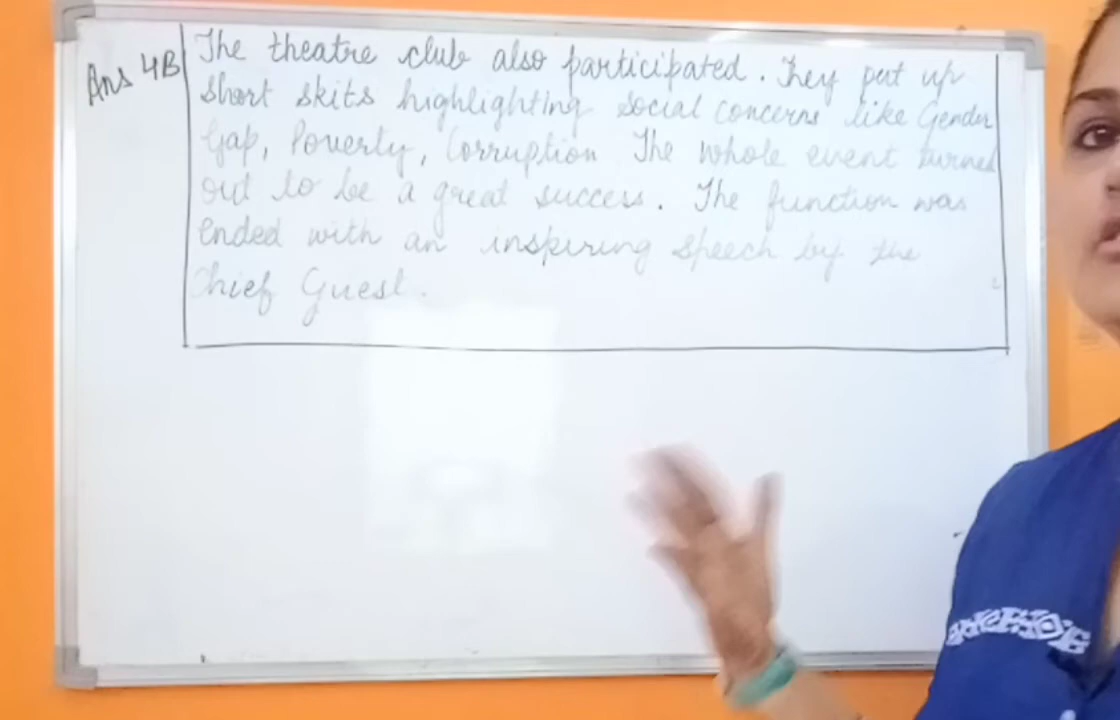 Ans 4B
The theatre club also participated. They put up
short skits highlighting social concerns like Gender
Gap, Poverty, Corruption The whole event turned
out to be a great success. The function was
ended with an inspiring speech by the
Chief Guest.